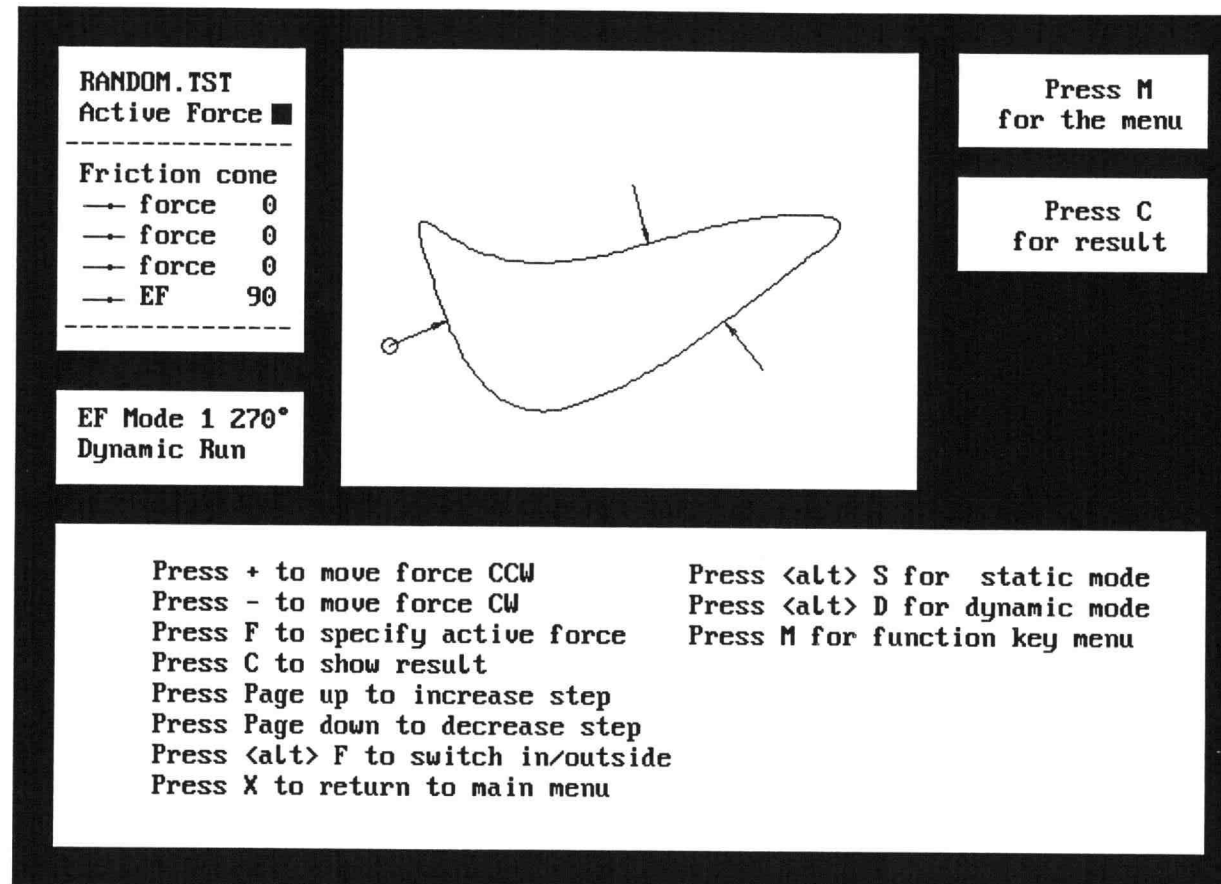 RANDOM.TST
Active Force
Friction cone
force 0
force 0
force 0
EF 90
EF Mode 1 270°
Dynamic Run
Press M
for the menu
Press C
for result
Press + to move force CCW
Press - to move force CW
Press F to specify active force
Press C to show result
Press Page up to increase step
Press Page down to decrease step
Press <alt> F to switch in/outside
Press X to return to main menu
Press <alt> S for static mode
Press <alt> D for dynamic mode
Press M for function key menu